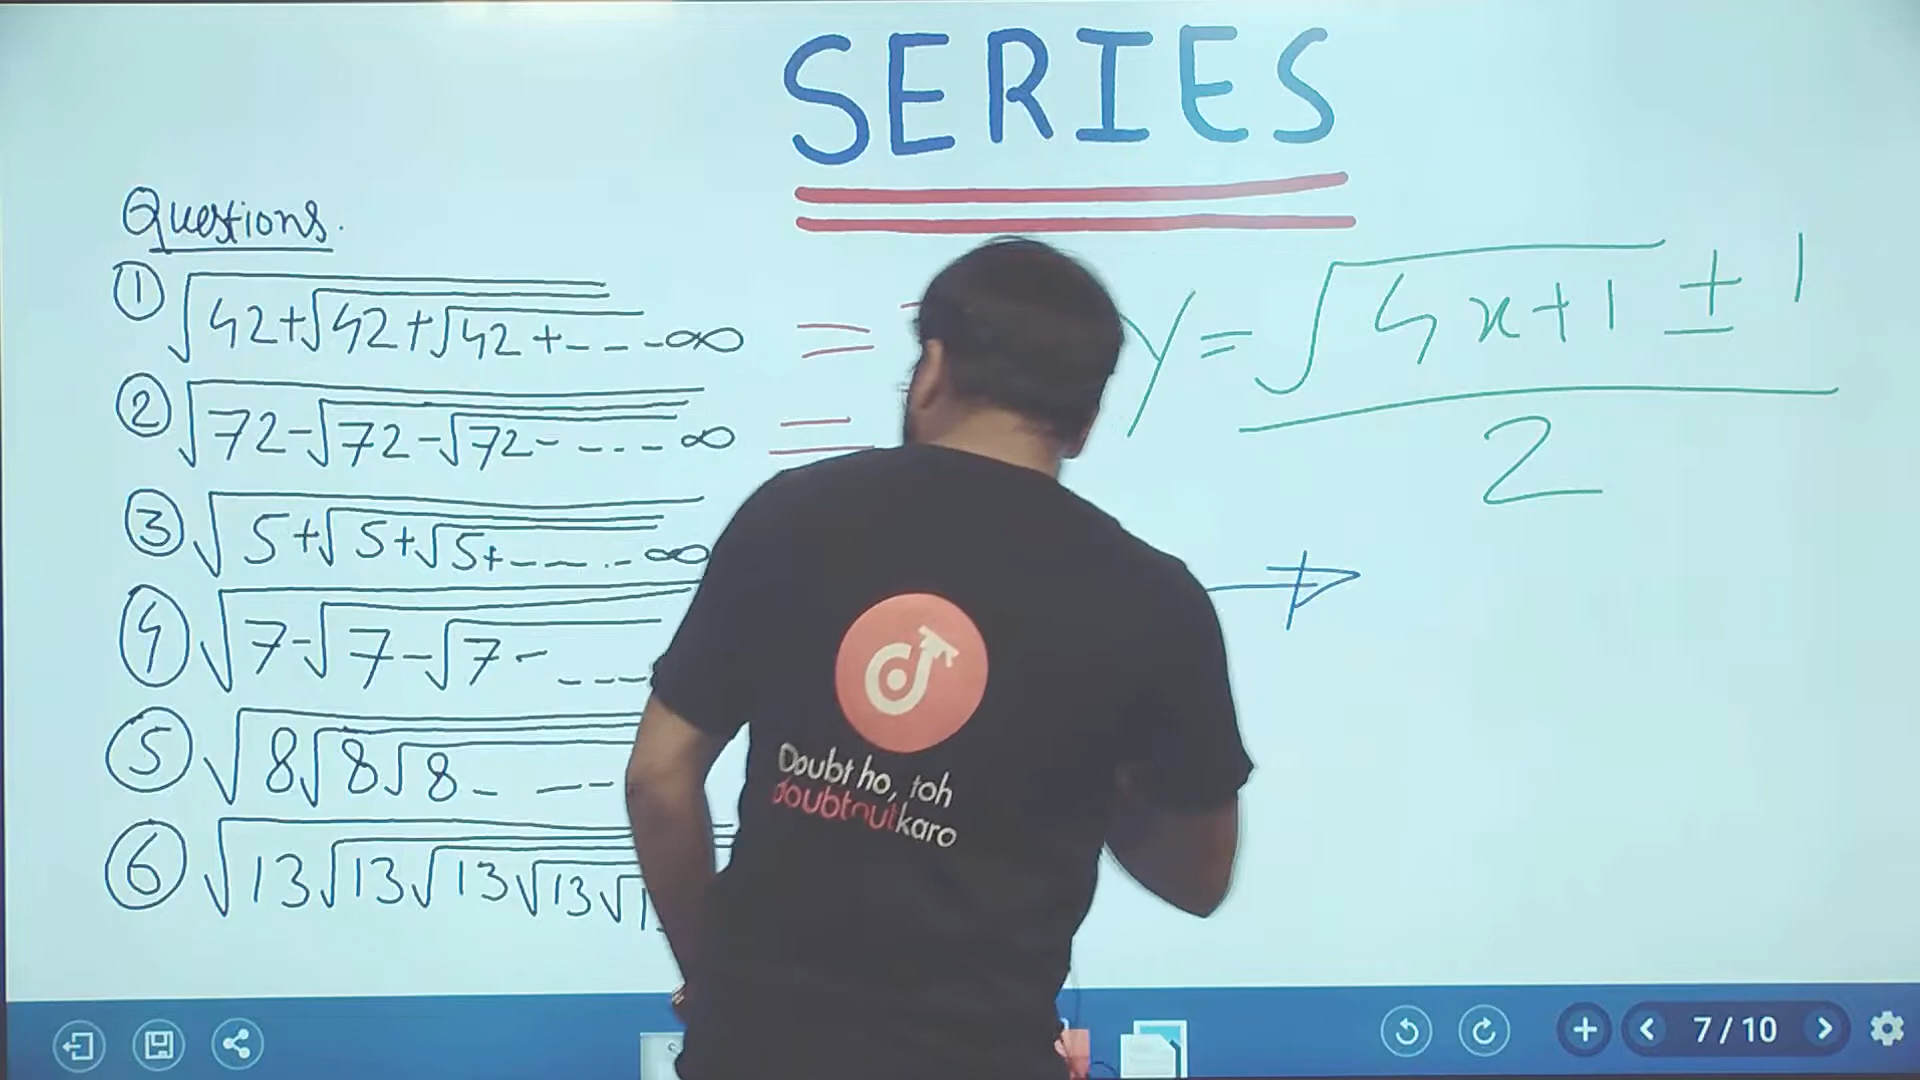 SERIES
Questions.
① √42+√42+√42+---∞ =
② √72-√72-√72- ----∞ =
③ √5+√5+√5+-----∞
④ √7-√7-√7- ---
⑤ √8√8√8- ---
⑥ √13√13√13√13√1
y = √4x+1 ± 1
2
Doubt ho, toh
doubtnutkaro
7/10